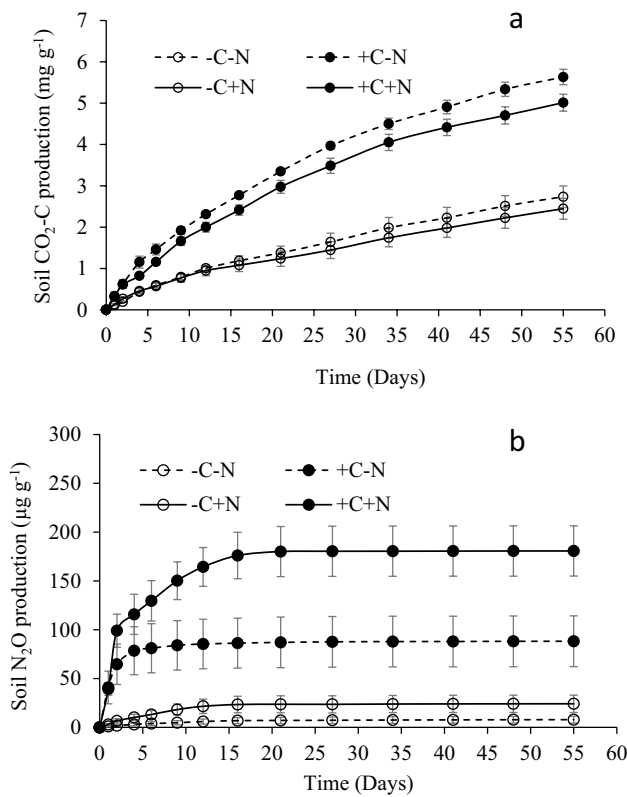 a
-C-N
+C-N
-C+N
+C+N
Soil CO₂-C production (mg g⁻¹)
7
6
5
4
3
2
1
0
0 5 10 15 20 25 30 35 40 45 50 55 60
Time (Days)
b
-C-N
+C-N
-C+N
+C+N
Soil N₂O production (µg g⁻¹)
300
250
200
150
100
50
0
0 5 10 15 20 25 30 35 40 45 50 55 60
Time (Days)